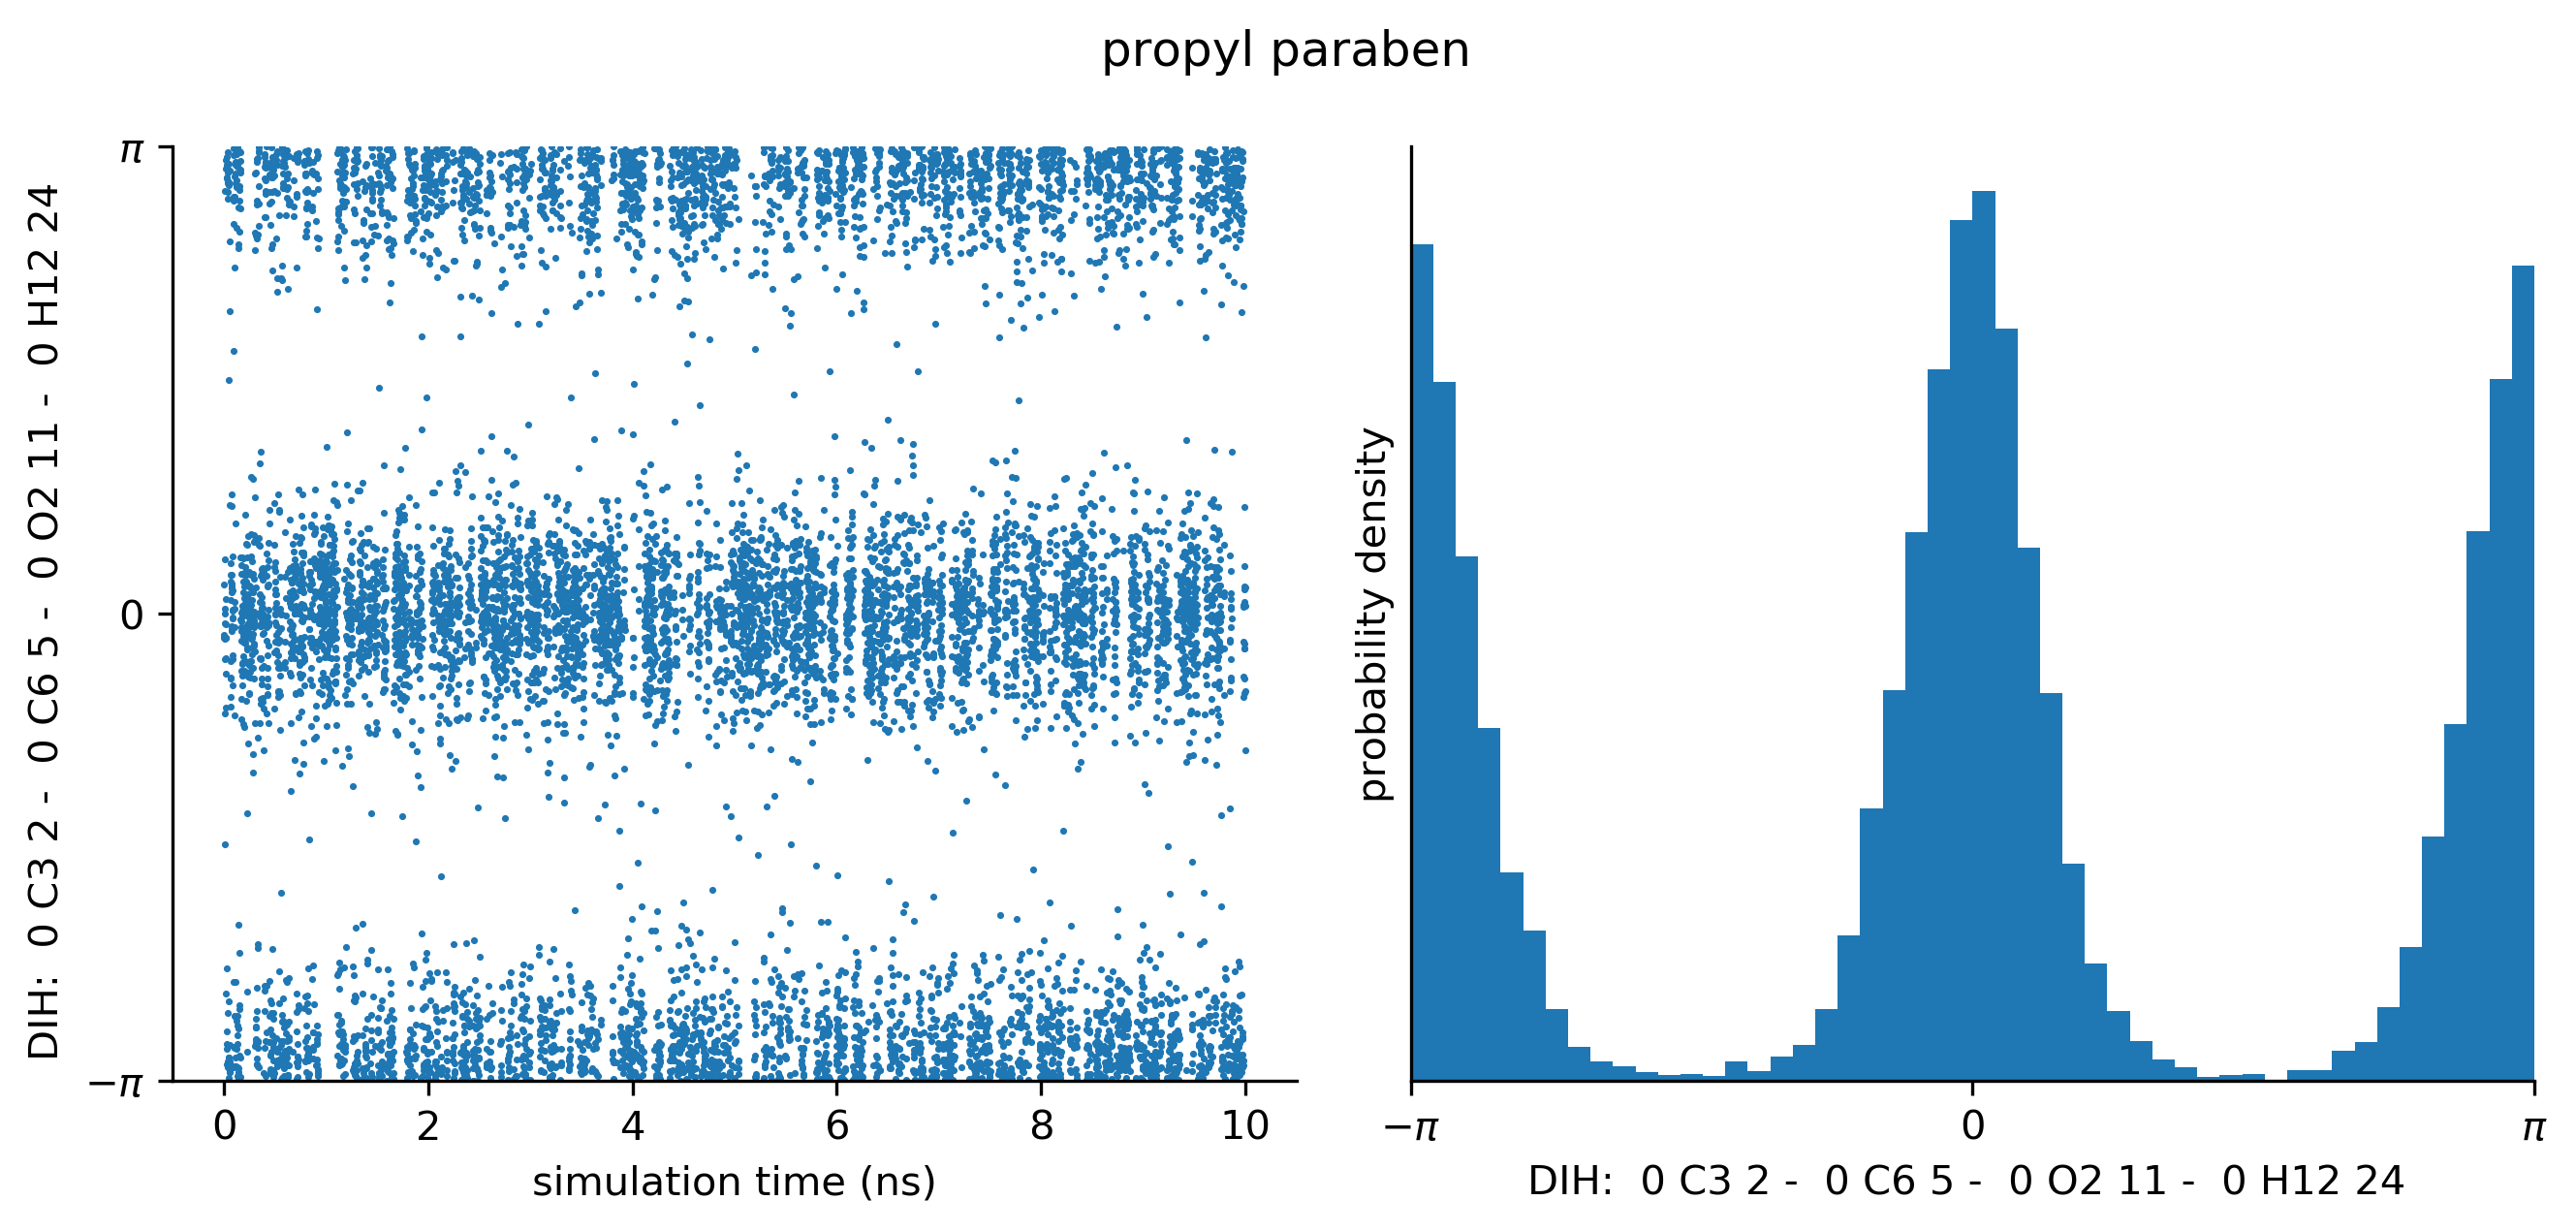 propyl paraben
DIH:  0 C3 2 -  0 C6 5 -  0 O2 11 -  0 H12 24
π
0
−π
0 2 4 6 8 10
simulation time (ns)
probability density
−π 0 π
DIH:  0 C3 2 -  0 C6 5 -  0 O2 11 -  0 H12 24